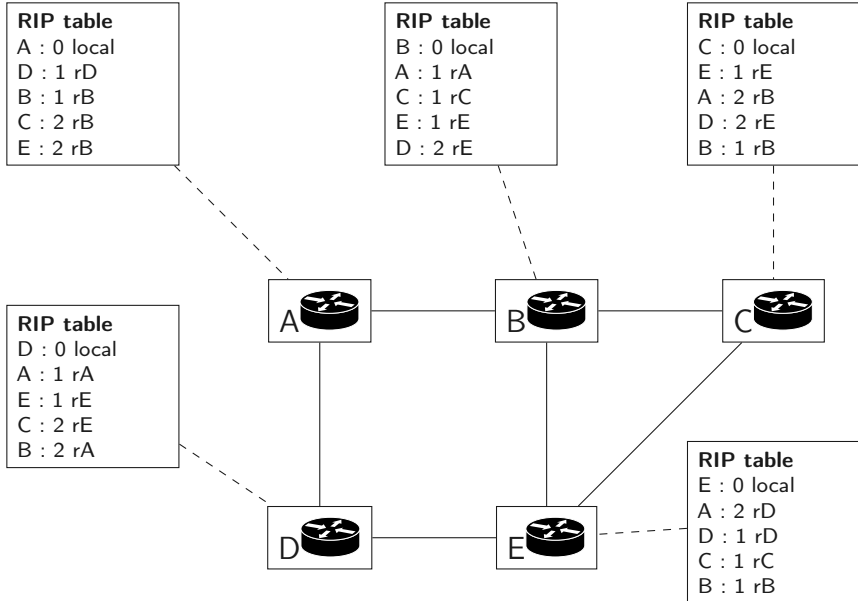 RIP table
A : 0 local
D : 1 rD
B : 1 rB
C : 2 rB
E : 2 rB
RIP table
B : 0 local
A : 1 rA
C : 1 rC
E : 1 rE
D : 2 rE
RIP table
C : 0 local
E : 1 rE
A : 2 rB
D : 2 rE
B : 1 rB
A
B
C
RIP table
D : 0 local
A : 1 rA
E : 1 rE
C : 2 rE
B : 2 rA
D
E
RIP table
E : 0 local
A : 2 rD
D : 1 rD
C : 1 rC
B : 1 rB